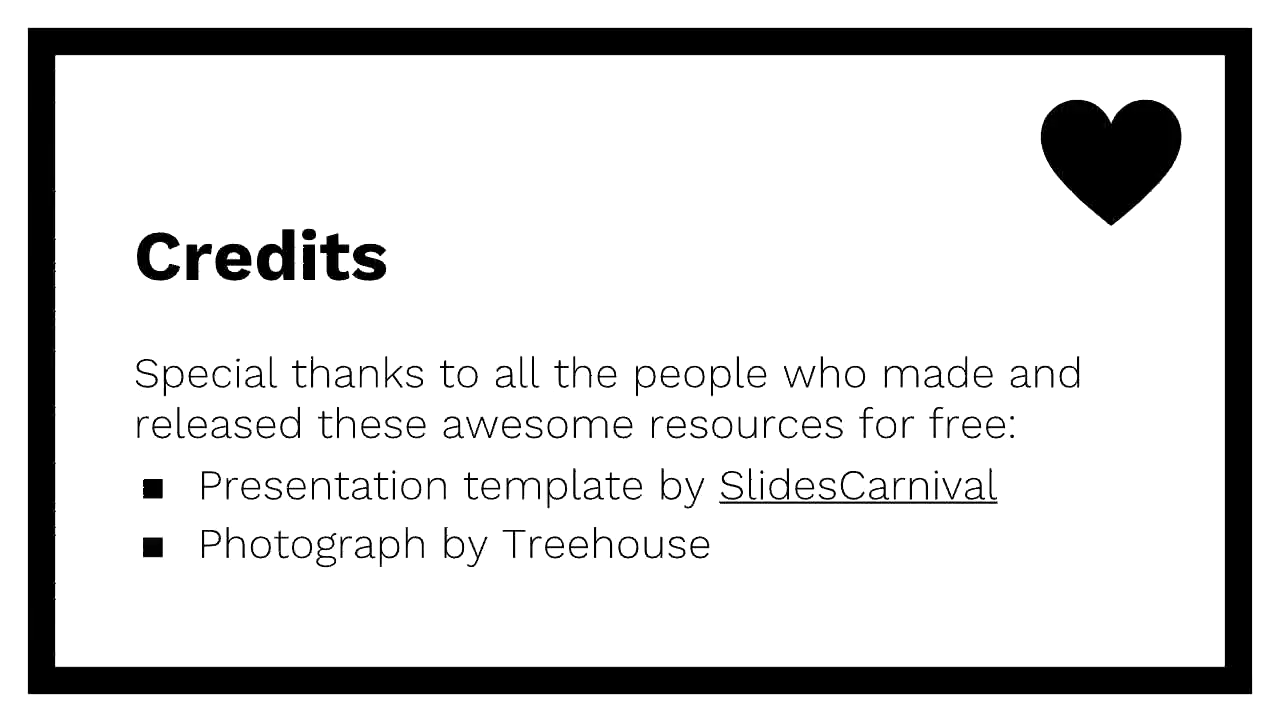 Credits
Special thanks to all the people who made and
released these awesome resources for free:
▪ Presentation template by SlidesCarnival
▪ Photograph by Treehouse